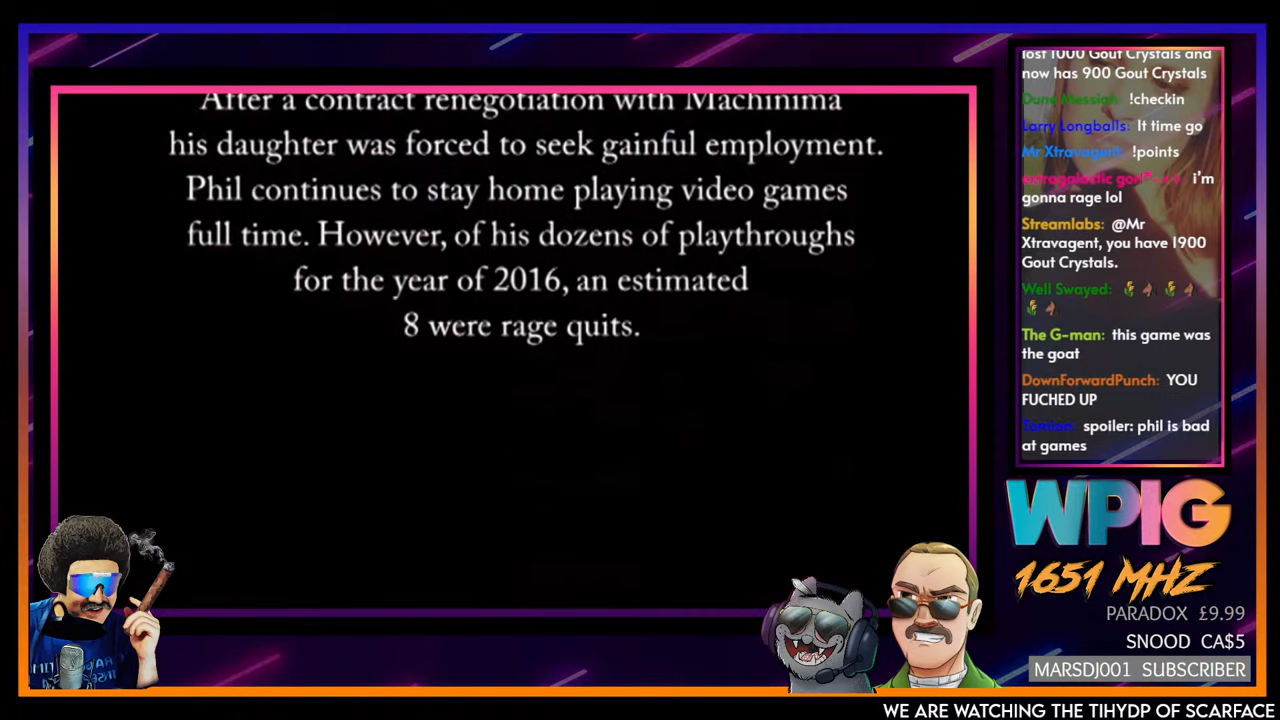 After a contract renegotiation with Machinima
his daughter was forced to seek gainful employment.
Phil continues to stay home playing video games
full time. However, of his dozens of playthroughs
for the year of 2016, an estimated
8 were rage quits.
lost 1000 Gout Crystals and
now has 900 Gout Crystals
Dune Messiah: !checkin
Larry Longballs: It time go
Mr Xtravagent: !points
i'm
gonna rage lol
Streamlabs: @Mr
Xtravagent, you have 1900
Gout Crystals.
Well Swayed:
The G-man: this game was
the goat
DownForwardPunch: YOU
FUCHED UP
spoiler: phil is bad
at games
WPIG
1651 MHZ
PARADOX £9.99
SNOOD CA$5
MARSDJ001 SUBSCRIBER
WE ARE WATCHING THE TIHYDP OF SCARFACE